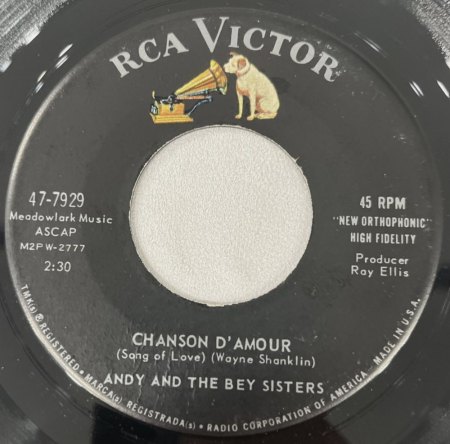 RCA VICTOR
47-7929
Meadowlark Music
ASCAP
M2PW-2777
2:30
45 RPM
"NEW ORTHOPHONIC"
HIGH FIDELITY
Producer
Ray Ellis
CHANSON D'AMOUR
(Song of Love) (Wayne Shanklin)
ANDY AND THE BEY SISTERS
TMK(s) ® REGISTERED • MARCA(s) REGISTRADA(s) • RADIO CORPORATION OF AMERICA - MADE IN U.S.A.